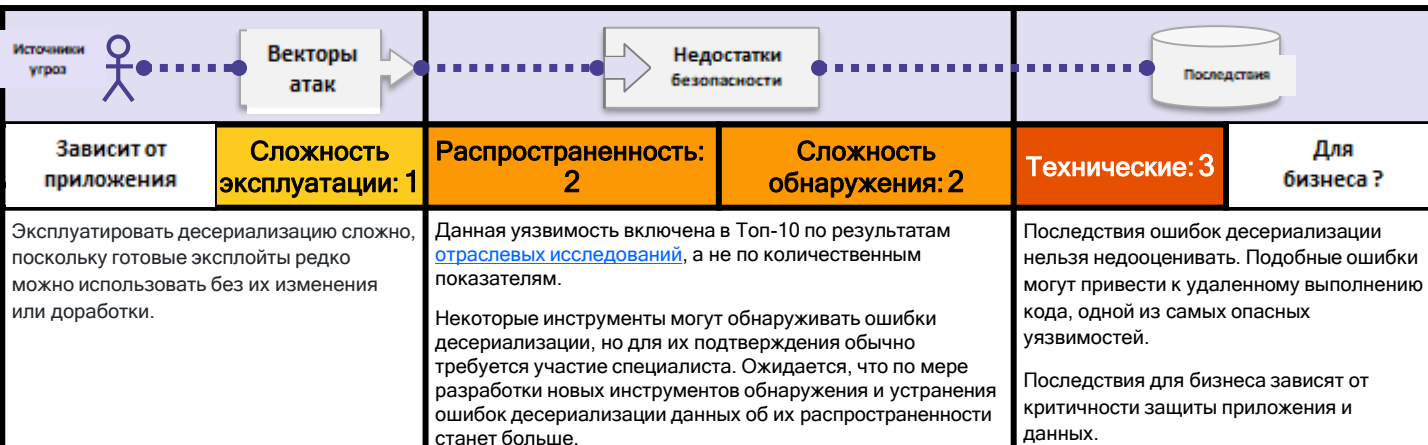 Источники
угроз
Векторы
атак
Недостатки
безопасности
Последствия
Зависит от
приложения
Сложность
эксплуатации: 1
Распространенность:
2
Сложность
обнаружения: 2
Технические: 3
Для
бизнеса ?
Эксплуатировать десериализацию сложно,
поскольку готовые эксплойты редко
можно использовать без их изменения
или доработки.
Данная уязвимость включена в Топ-10 по результатам
отраслевых исследований, а не по количественным
показателям.
Некоторые инструменты могут обнаруживать ошибки
десериализации, но для их подтверждения обычно
требуется участие специалиста. Ожидается, что по мере
разработки новых инструментов обнаружения и устранения
ошибок десериализации данных об их распространенности
станет больше.
Последствия ошибок десериализации
нельзя недооценивать. Подобные ошибки
могут привести к удаленному выполнению
кода, одной из самых опасных
уязвимостей.
Последствия для бизнеса зависят от
критичности защиты приложения и
данных.